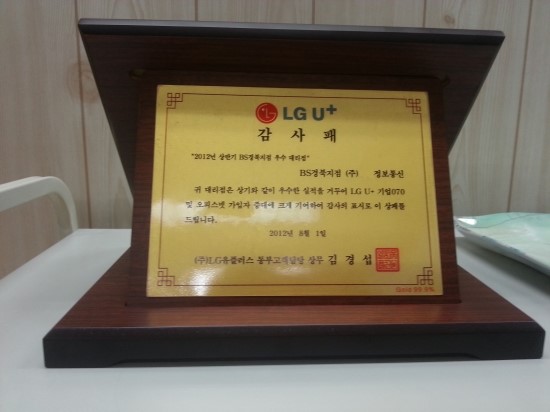 LG U+
감 사 패
"2012년 상반기 BS경북지점 우수 대리점"
BS경북지점 (주) 정보통신
귀 대리점은 상기와 같이 우수한 실적을 거두어 LG U+ 기업070
및 오피스넷 가입자 증대에 크게 기여하여 감사의 표시로 이 상패를
드립니다.
2012년 8월 1일
(주)LG유플러스 동부고객담당 상무 김 경 섭
Gold 99.9%